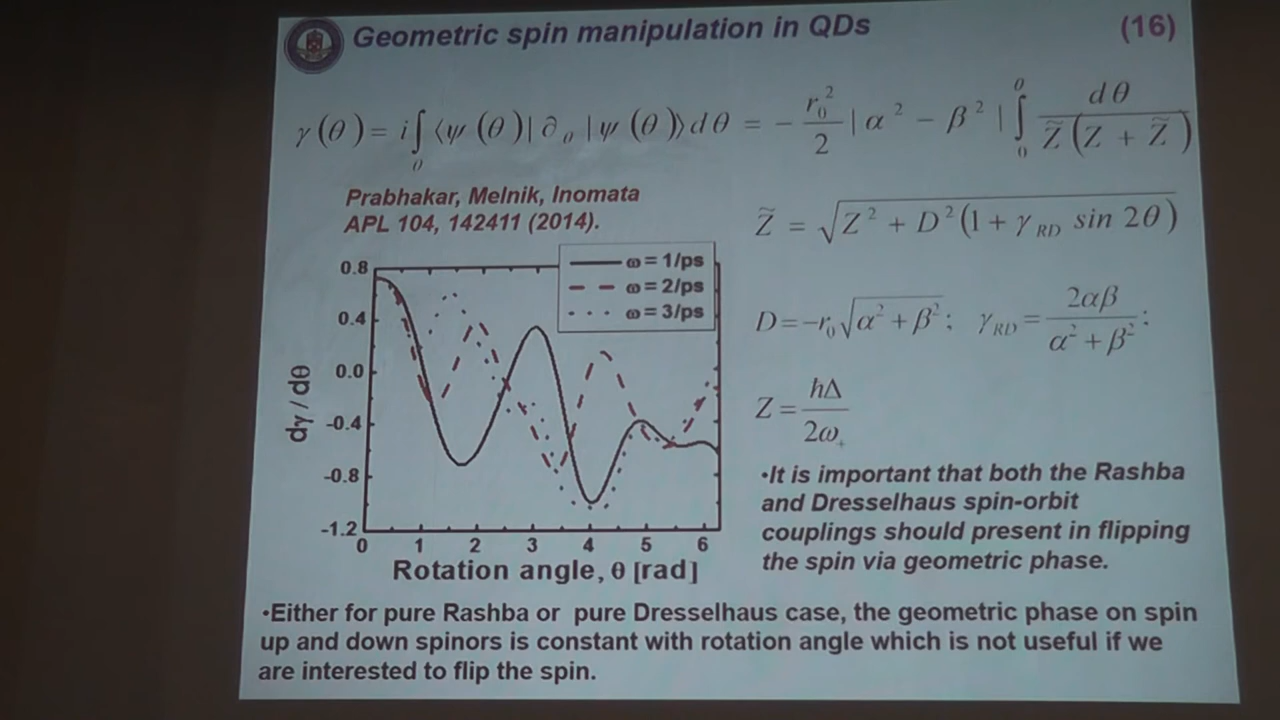 Geometric spin manipulation in QDs (16)
γ(θ) = i∫₀ ⟨ψ(θ)|∂_θ|ψ(θ)⟩dθ = − r₀²/2 |α² − β²| ∫₀^θ dθ / Z̃(Z + Z̃)
Prabhakar, Melnik, Inomata
APL 104, 142411 (2014).
Z̃ = √(Z² + D²(1 + γ_RD sin 2θ))
ω = 1/ps
ω = 2/ps
ω = 3/ps
D = −r₀√(α² + β²); γ_RD = 2αβ / (α² + β²);
Z = ħΔ / 2ω₊
dγ / dθ
0.8
0.4
0.0
-0.4
-0.8
-1.2
0 1 2 3 4 5 6
Rotation angle, θ [rad]
•It is important that both the Rashba
and Dresselhaus spin-orbit
couplings should present in flipping
the spin via geometric phase.
•Either for pure Rashba or pure Dresselhaus case, the geometric phase on spin
up and down spinors is constant with rotation angle which is not useful if we
are interested to flip the spin.